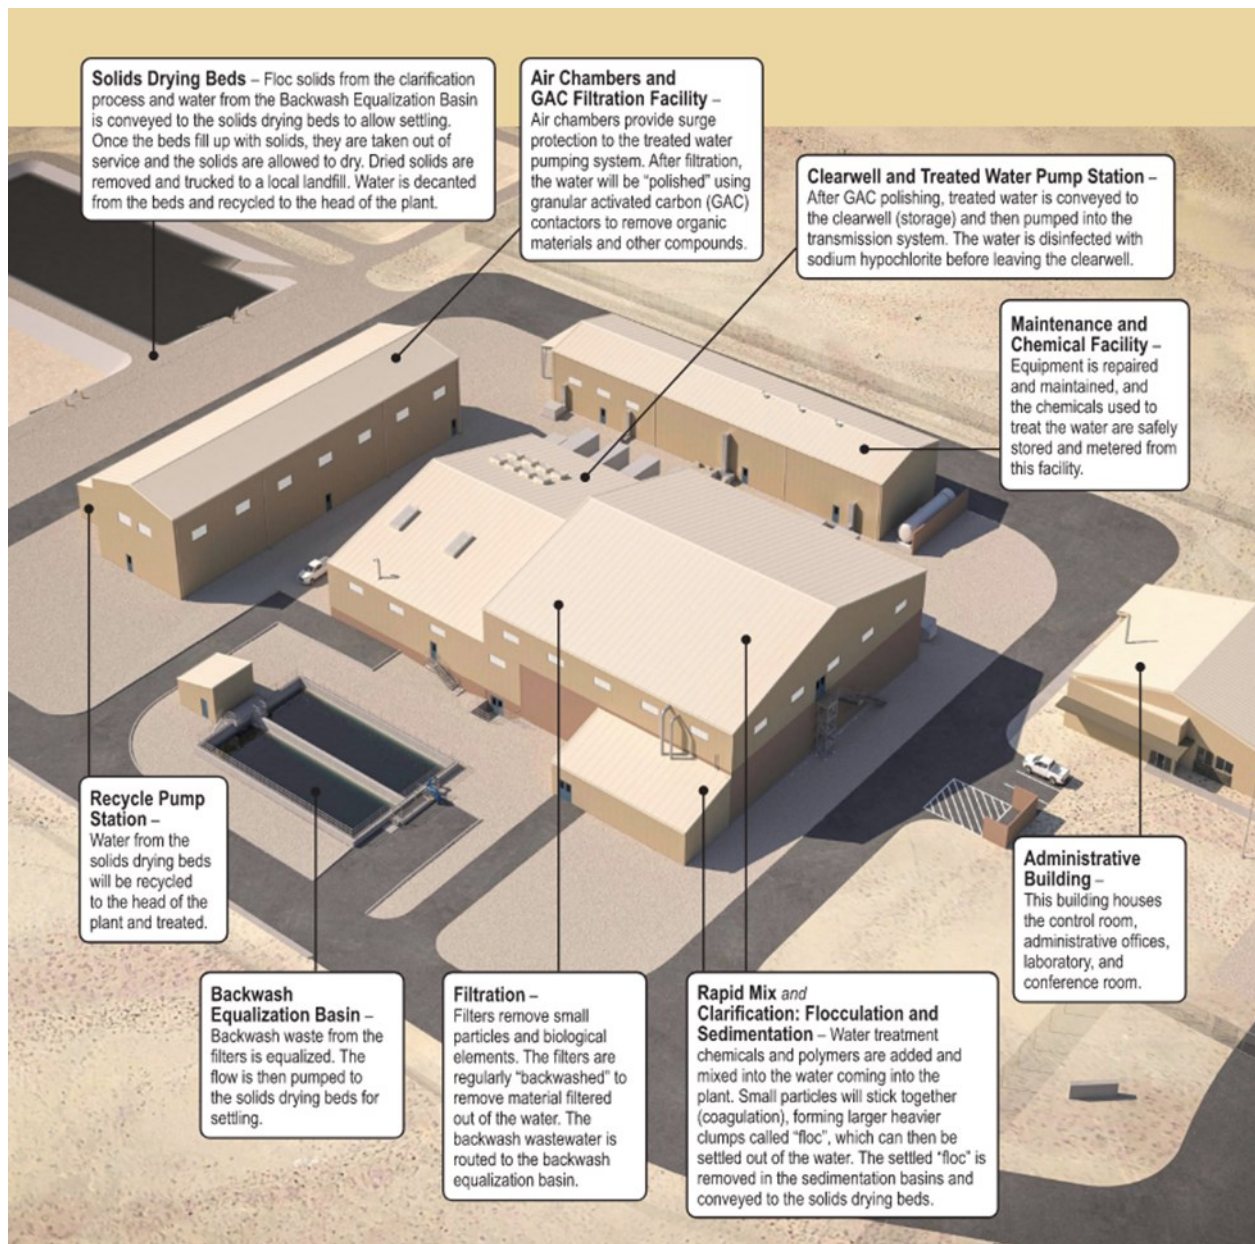 Solids Drying Beds – Floc solids from the clarification
process and water from the Backwash Equalization Basin
is conveyed to the solids drying beds to allow settling.
Once the beds fill up with solids, they are taken out of
service and the solids are allowed to dry. Dried solids are
removed and trucked to a local landfill. Water is decanted
from the beds and recycled to the head of the plant.
Air Chambers and
GAC Filtration Facility –
Air chambers provide surge
protection to the treated water
pumping system. After filtration,
the water will be “polished” using
granular activated carbon (GAC)
contactors to remove organic
materials and other compounds.
Clearwell and Treated Water Pump Station –
After GAC polishing, treated water is conveyed to
the clearwell (storage) and then pumped into the
transmission system. The water is disinfected with
sodium hypochlorite before leaving the clearwell.
Maintenance and
Chemical Facility –
Equipment is repaired
and maintained, and
the chemicals used to
treat the water are safely
stored and metered from
this facility.
Recycle Pump
Station –
Water from the
solids drying beds
will be recycled
to the head of the
plant and treated.
Administrative
Building –
This building houses
the control room,
administrative offices,
laboratory, and
conference room.
Backwash
Equalization Basin –
Backwash waste from the
filters is equalized. The
flow is then pumped to
the solids drying beds for
settling.
Filtration –
Filters remove small
particles and biological
elements. The filters are
regularly “backwashed” to
remove material filtered
out of the water. The
backwash wastewater is
routed to the backwash
equalization basin.
Rapid Mix and
Clarification: Flocculation and
Sedimentation – Water treatment
chemicals and polymers are added and
mixed into the water coming into the
plant. Small particles will stick together
(coagulation), forming larger heavier
clumps called “floc”, which can then be
settled out of the water. The settled “floc” is
removed in the sedimentation basins and
conveyed to the solids drying beds.